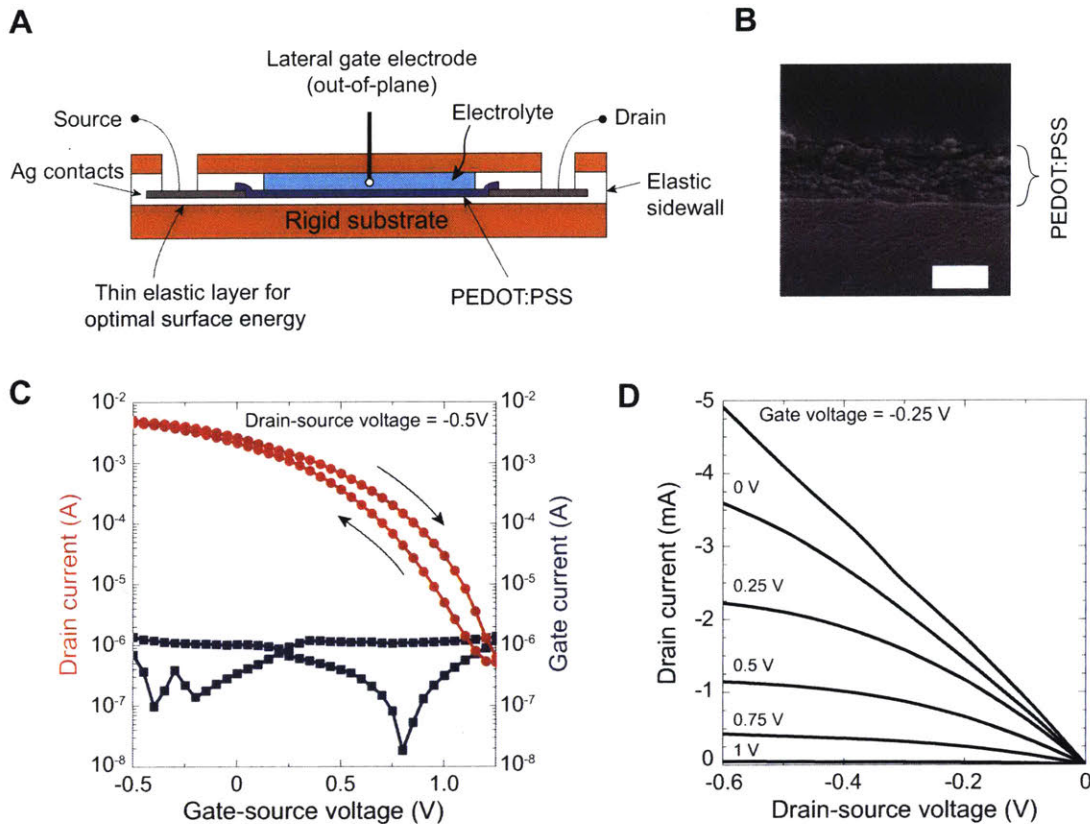 A
Lateral gate electrode
(out-of-plane)
Source
Electrolyte
Drain
Ag contacts
Elastic
sidewall
Rigid substrate
Thin elastic layer for
optimal surface energy
PEDOT:PSS
B
PEDOT:PSS
C
Drain-source voltage = -0.5V
10⁻²
10⁻³
10⁻⁴
10⁻⁵
10⁻⁶
10⁻⁷
10⁻⁸
Drain current (A)
10⁻²
10⁻³
10⁻⁴
10⁻⁵
10⁻⁶
10⁻⁷
10⁻⁸
Gate current (A)
-0.5
0
0.5
1.0
Gate-source voltage (V)
D
Gate voltage = -0.25 V
0 V
0.25 V
0.5 V
0.75 V
1 V
-5
-4
-3
-2
-1
0
Drain current (mA)
-0.6
-0.4
-0.2
0
Drain-source voltage (V)